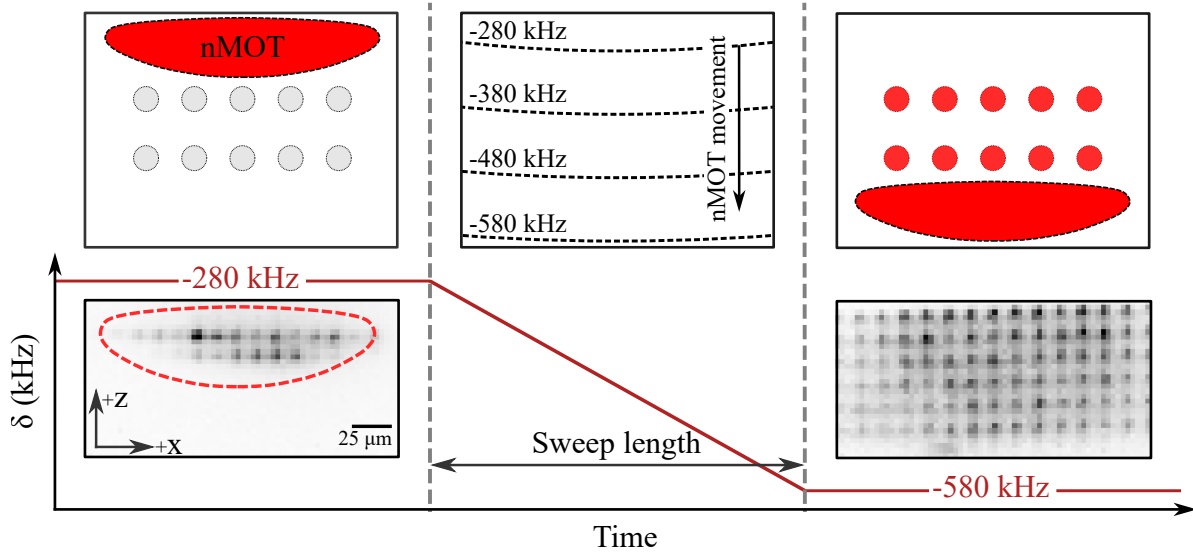 nMOT
-280 kHz
-380 kHz
-480 kHz
-580 kHz
nMOT movement
δ (kHz)
-280 kHz
+z
+x
25 μm
Sweep length
-580 kHz
Time